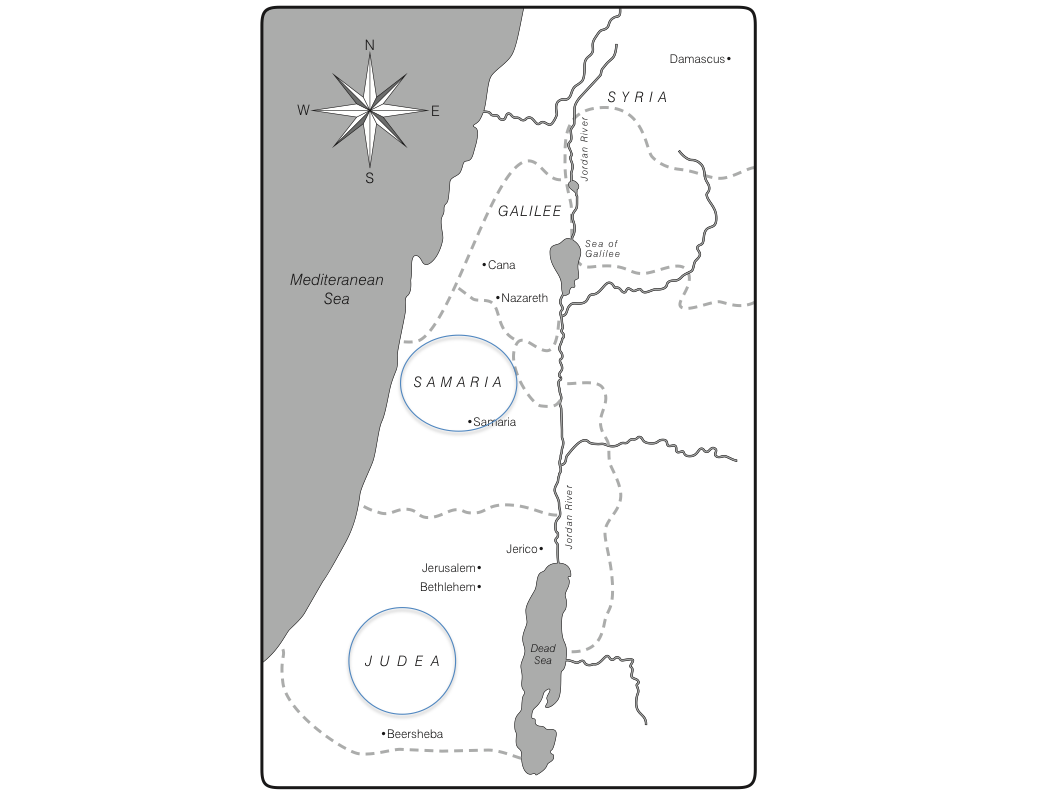 N
W
E
S
Damascus
SYRIA
Jordan River
GALILEE
Sea of
Galilee
Cana
Mediteranean
Sea
Nazareth
SAMARIA
Samaria
Jordan River
Jerico
Jerusalem
Bethlehem
Dead
Sea
JUDEA
Beersheba